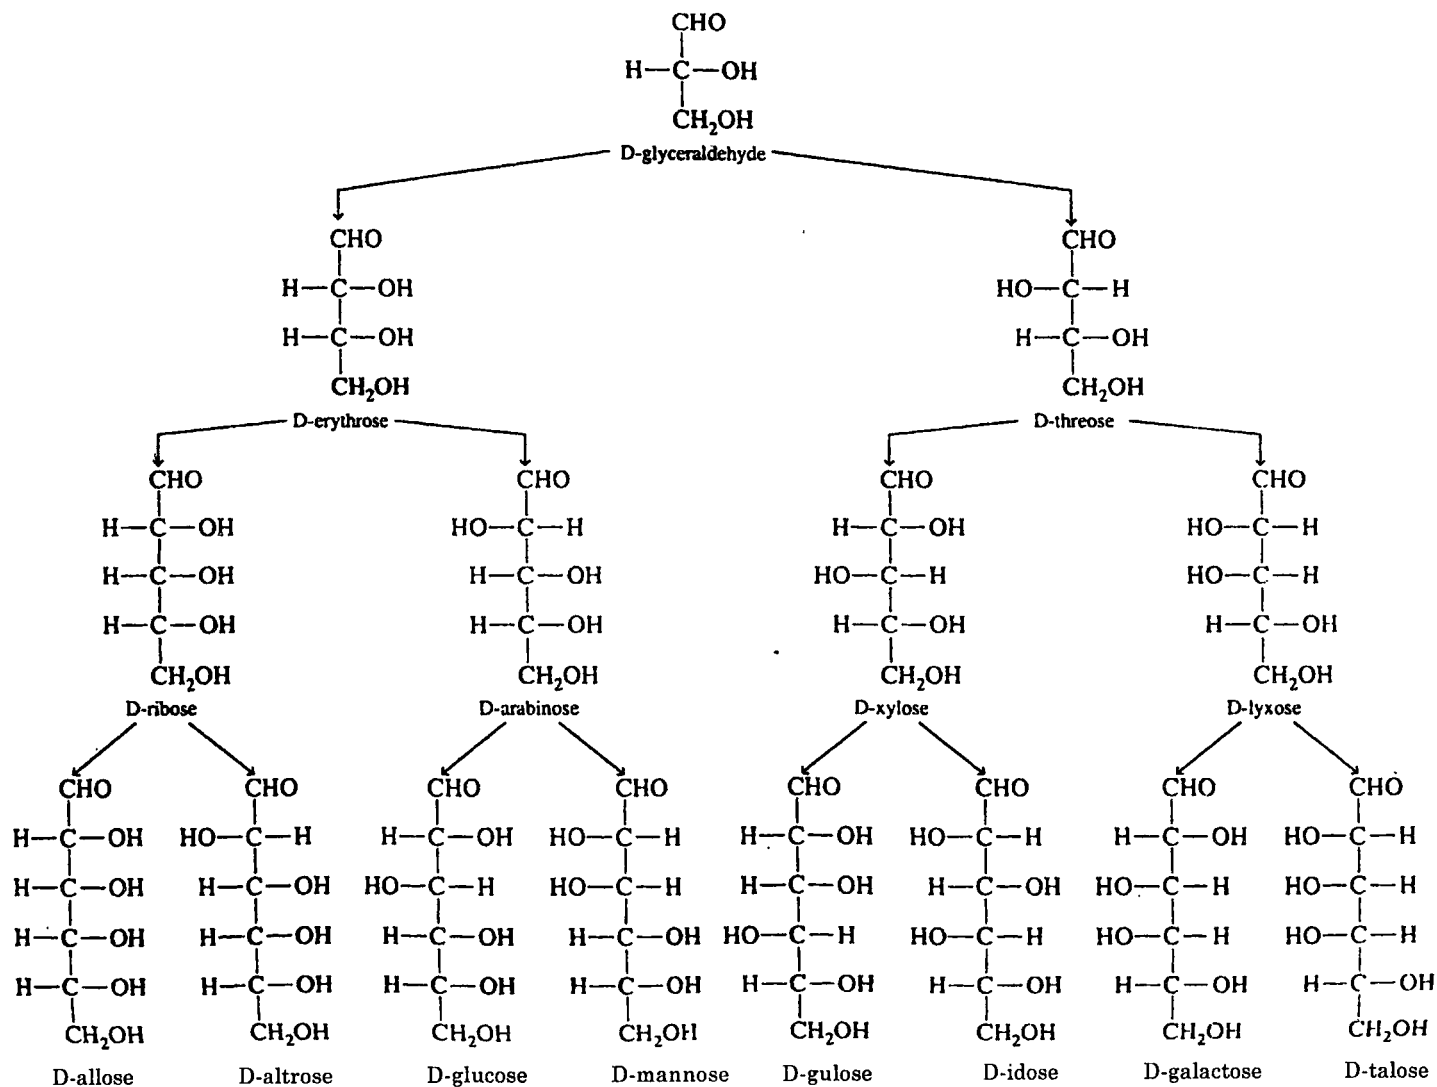 CHO
H—C—OH
CH₂OH
D-glyceraldehyde
CHO CHO
H—C—OH HO—C—H
H—C—OH H—C—OH
CH₂OH CH₂OH
D-erythrose D-threose
CHO CHO CHO CHO
H—C—OH HO—C—H H—C—OH HO—C—H
H—C—OH H—C—OH HO—C—H HO—C—H
H—C—OH H—C—OH H—C—OH H—C—OH
CH₂OH CH₂OH CH₂OH CH₂OH
D-ribose D-arabinose D-xylose D-lyxose
CHO CHO CHO CHO CHO CHO CHO CHO
H—C—OH HO—C—H H—C—OH HO—C—H H—C—OH HO—C—H H—C—OH HO—C—H
H—C—OH H—C—OH HO—C—H HO—C—H H—C—OH H—C—OH HO—C—H HO—C—H
H—C—OH H—C—OH H—C—OH H—C—OH HO—C—H HO—C—H HO—C—H HO—C—H
H—C—OH H—C—OH H—C—OH H—C—OH H—C—OH H—C—OH H—C—OH H—C—OH
CH₂OH CH₂OH CH₂OH CH₂OH CH₂OH CH₂OH CH₂OH CH₂OH
D-allose D-altrose D-glucose D-mannose D-gulose D-idose D-galactose D-talose